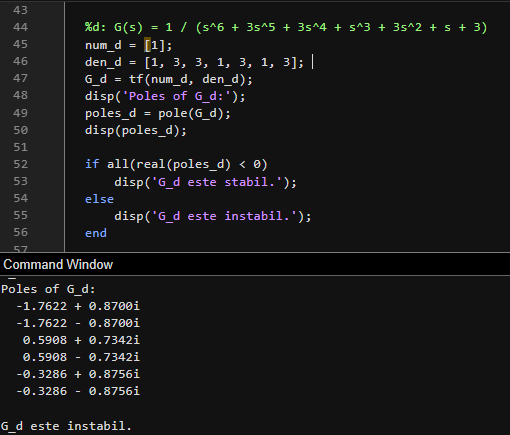 43
44 %d: G(s) = 1 / (s^6 + 3s^5 + 3s^4 + s^3 + 3s^2 + s + 3)
45 num_d = [1];
46 den_d = [1, 3, 3, 1, 3, 1, 3];
47 G_d = tf(num_d, den_d);
48 disp('Poles of G_d:');
49 poles_d = pole(G_d);
50 disp(poles_d);
51
52 if all(real(poles_d) < 0)
53 disp('G_d este stabil.');
54 else
55 disp('G_d este instabil.');
56 end
57
Command Window
Poles of G_d:
-1.7622 + 0.8700i
-1.7622 - 0.8700i
0.5908 + 0.7342i
0.5908 - 0.7342i
-0.3286 + 0.8756i
-0.3286 - 0.8756i
G_d este instabil.